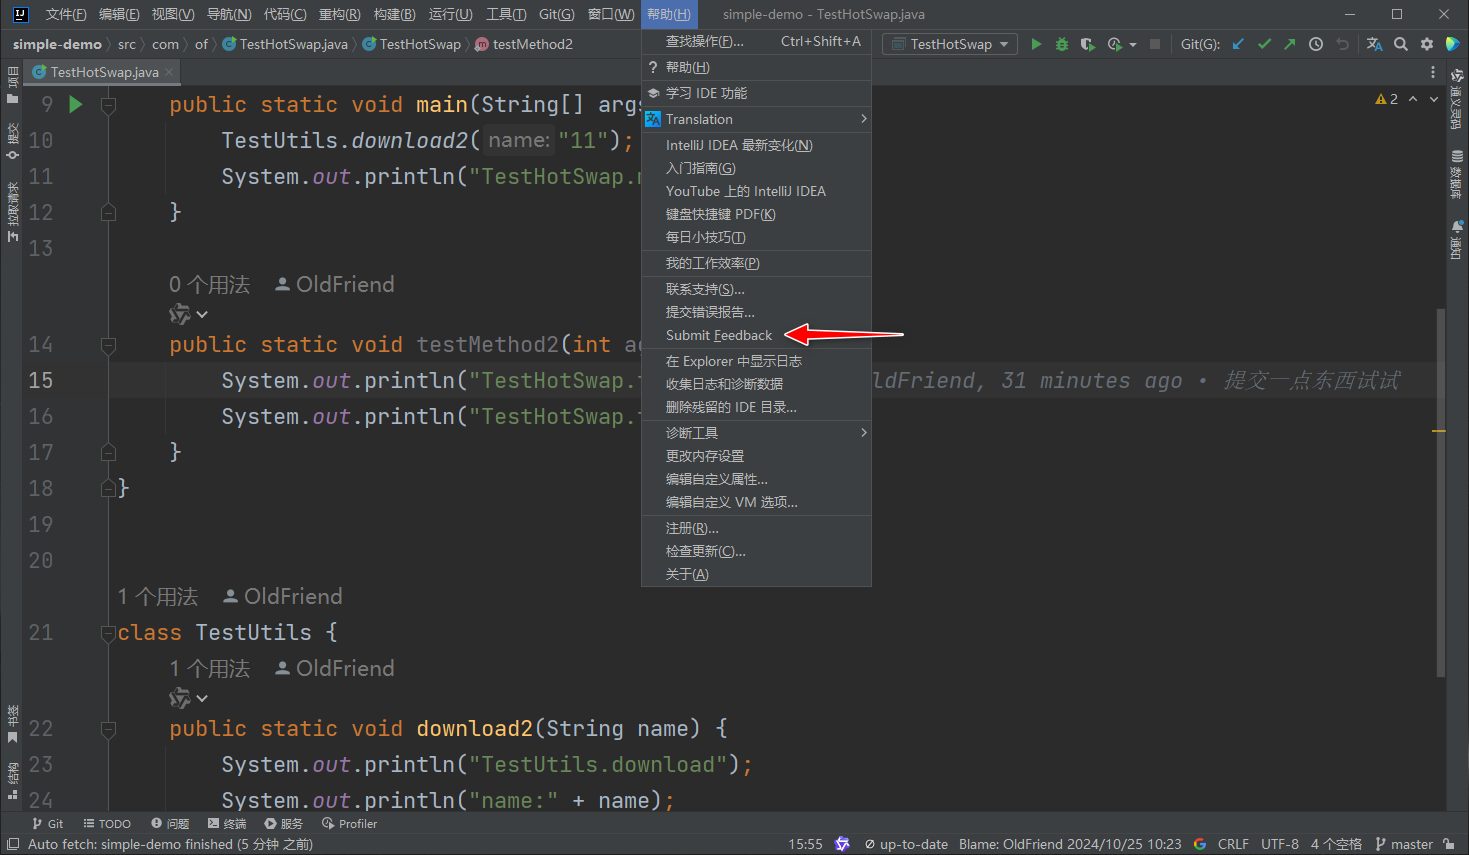 文件(F) 编辑(E) 视图(V) 导航(N) 代码(C) 重构(R) 构建(B) 运行(U) 工具(T) Git(G) 窗口(W) 帮助(H) simple-demo - TestHotSwap.java
simple-demo src com of TestHotSwap.java TestHotSwap testMethod2
TestHotSwap Git(G):
TestHotSwap.java
项目
提交
拉取请求
书签
结构
9 public static void main(String[] args
10 TestUtils.download2( name: "11");
11 System.out.println("TestHotSwap.
12 }
13
0 个用法 OldFriend
14 public static void testMethod2(int
15 System.out.println("TestHotSwap. ldFriend, 31 minutes ago • 提交一点东西试试
16 System.out.println("TestHotSwap.
17 }
18 }
19
20
1 个用法 OldFriend
21 class TestUtils {
1 个用法 OldFriend
22 public static void download2(String name) {
23 System.out.println("TestUtils.download");
24 System.out.println("name:" + name);
查找操作(F)... Ctrl+Shift+A
? 帮助(H)
学习 IDE 功能
Translation
IntelliJ IDEA 最新变化(N)
入门指南(G)
YouTube 上的 IntelliJ IDEA
键盘快捷键 PDF(K)
每日小技巧(T)
我的工作效率(P)
联系支持(S)...
提交错误报告...
Submit Feedback
在 Explorer 中显示日志
收集日志和诊断数据
删除残留的 IDE 目录...
诊断工具
更改内存设置
编辑自定义属性...
编辑自定义 VM 选项...
注册(R)...
检查更新(C)...
关于(A)
2
通义灵码
数据库
通知
Git TODO 问题 终端 服务 Profiler
Auto fetch: simple-demo finished (5 分钟 之前) 15:55 up-to-date Blame: OldFriend 2024/10/25 10:23 CRLF UTF-8 4 个空格 master